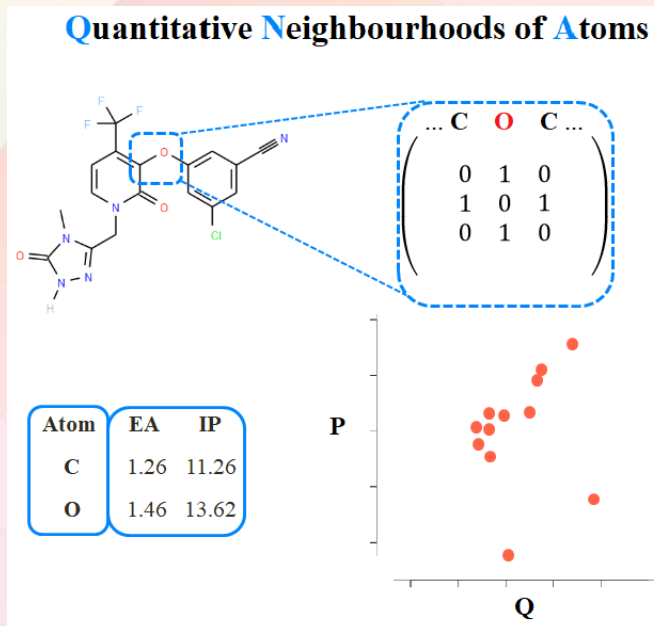 Quantitative Neighbourhoods of Atoms
F
F
F
O
N
N
O
Cl
N
O
N
N
H
... C O C ...
0 1 0
1 0 1
0 1 0
Atom EA IP
C 1.26 11.26
O 1.46 13.62
P
Q